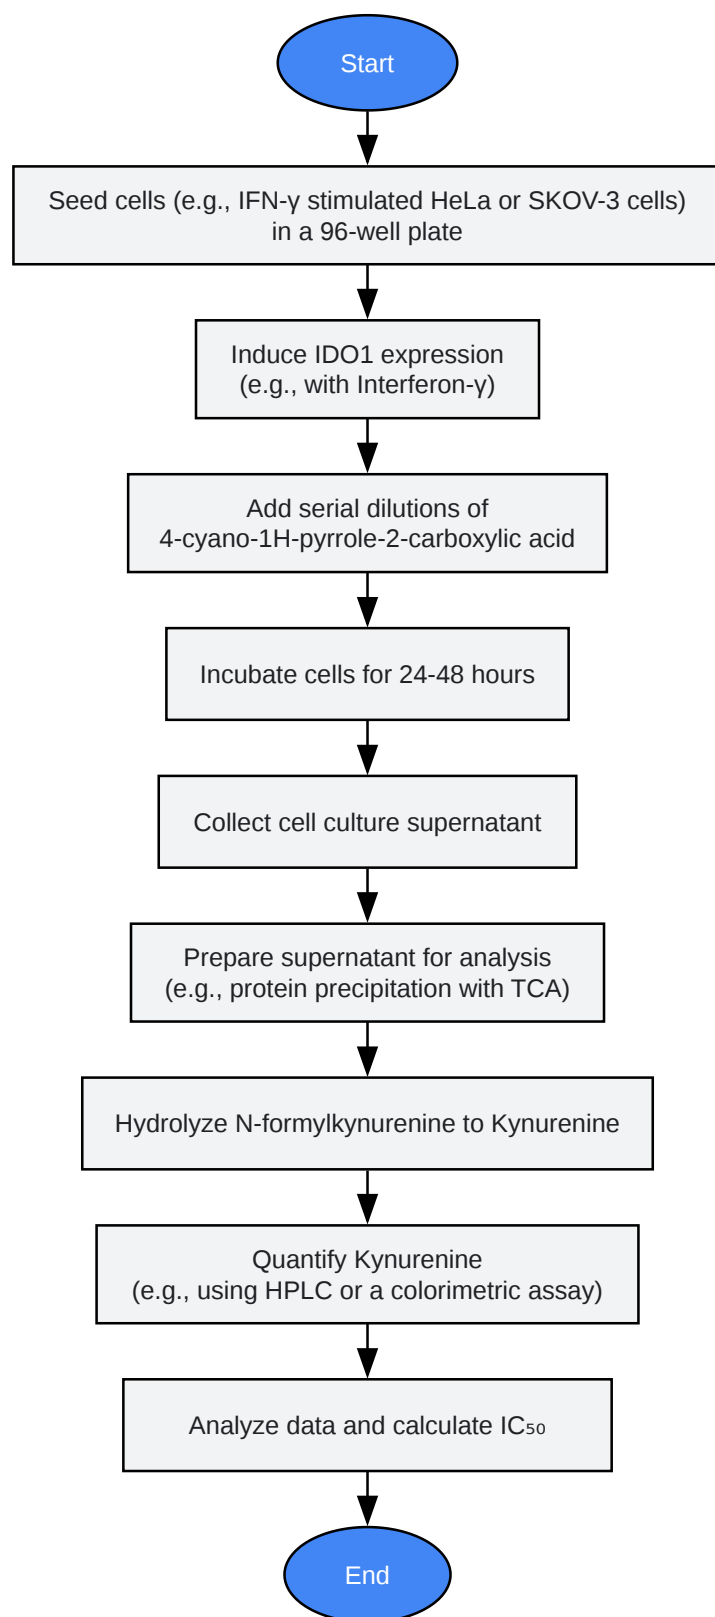 Start
Seed cells (e.g., IFN-γ stimulated HeLa or SKOV-3 cells)
in a 96-well plate
Induce IDO1 expression
(e.g., with Interferon-γ)
Add serial dilutions of
4-cyano-1H-pyrrole-2-carboxylic acid
Incubate cells for 24-48 hours
Collect cell culture supernatant
Prepare supernatant for analysis
(e.g., protein precipitation with TCA)
Hydrolyze N-formylkynurenine to Kynurenine
Quantify Kynurenine
(e.g., using HPLC or a colorimetric assay)
Analyze data and calculate IC₅₀
End